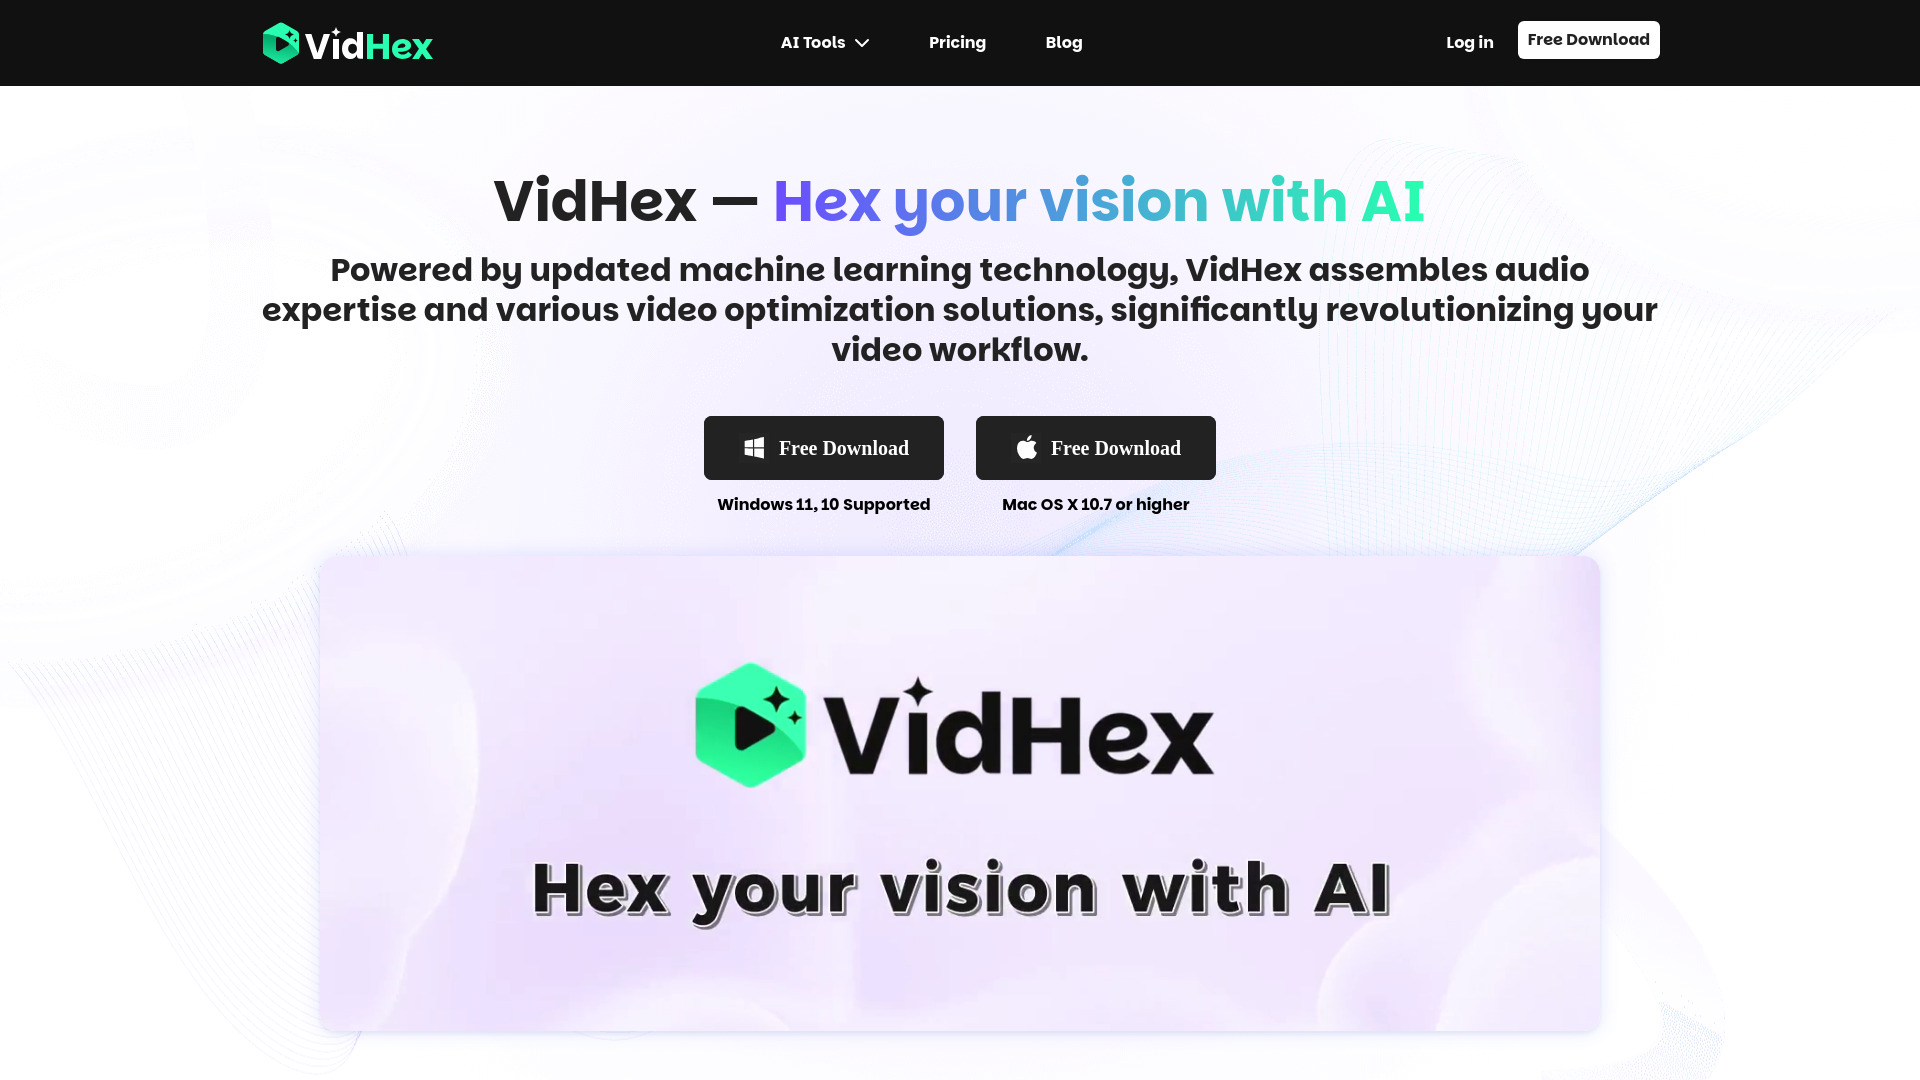 VidHex
AI Tools
Pricing
Blog
Log in
Free Download
VidHex — Hex your vision with AI
Powered by updated machine learning technology, VidHex assembles audio
expertise and various video optimization solutions, significantly revolutionizing your
video workflow.
Free Download
Free Download
Windows 11, 10 Supported
Mac OS X 10.7 or higher
VidHex
Hex your vision with AI